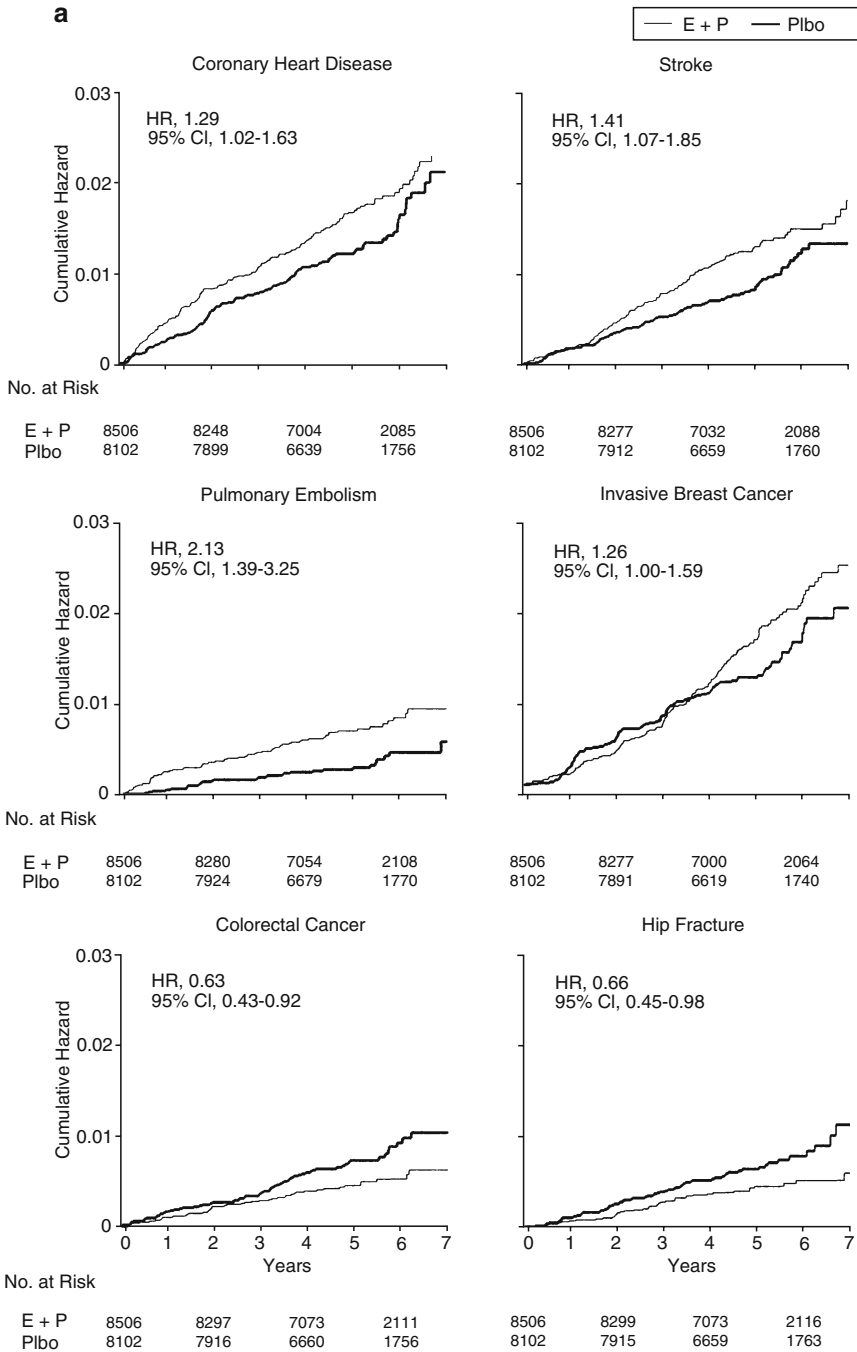 a
E + P Plbo
Coronary Heart Disease
Stroke
Cumulative Hazard
0.03
0.02
0.01
0
HR, 1.29
95% CI, 1.02-1.63
HR, 1.41
95% CI, 1.07-1.85
No. at Risk
E + P 8506 8248 7004 2085 8506 8277 7032 2088
Plbo 8102 7899 6639 1756 8102 7912 6659 1760
Pulmonary Embolism
Invasive Breast Cancer
Cumulative Hazard
0.03
0.02
0.01
0
HR, 2.13
95% CI, 1.39-3.25
HR, 1.26
95% CI, 1.00-1.59
No. at Risk
E + P 8506 8280 7054 2108 8506 8277 7000 2064
Plbo 8102 7924 6679 1770 8102 7891 6619 1740
Colorectal Cancer
Hip Fracture
Cumulative Hazard
0.03
0.02
0.01
0
HR, 0.63
95% CI, 0.43-0.92
HR, 0.66
95% CI, 0.45-0.98
0 1 2 3 4 5 6 7
Years
0 1 2 3 4 5 6 7
Years
No. at Risk
E + P 8506 8297 7073 2111 8506 8299 7073 2116
Plbo 8102 7916 6660 1756 8102 7915 6659 1763